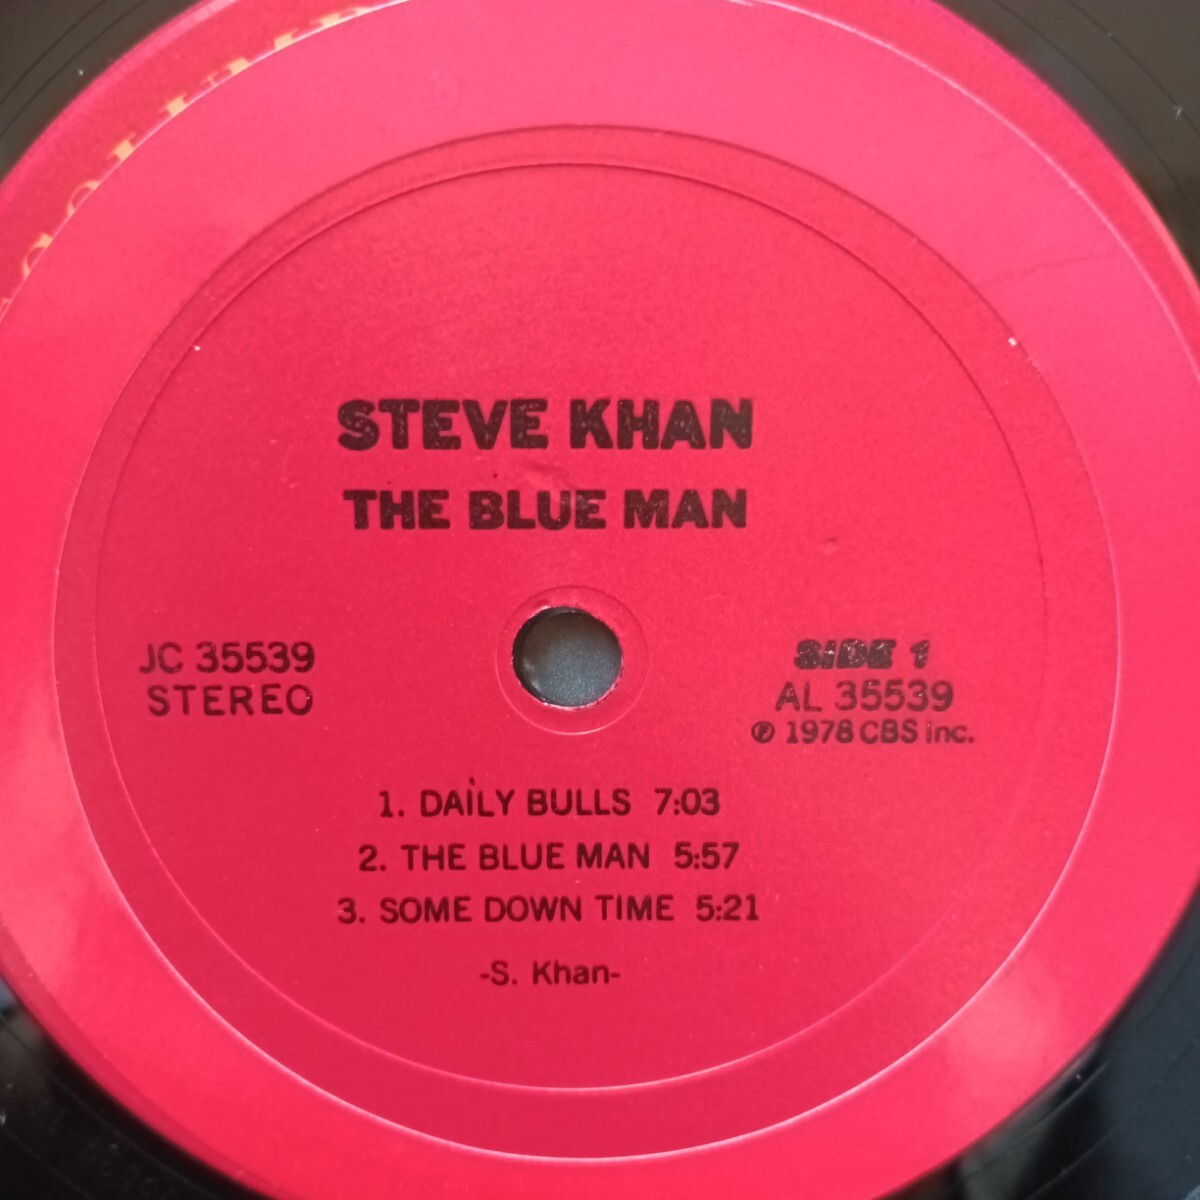 STEVE KHAN
THE BLUE MAN
JC 35539
STEREO
SIDE 1
AL 35539
℗ 1978 CBS Inc.
1. DAILY BULLS 7:03
2. THE BLUE MAN 5:57
3. SOME DOWN TIME 5:21
-S. Khan-